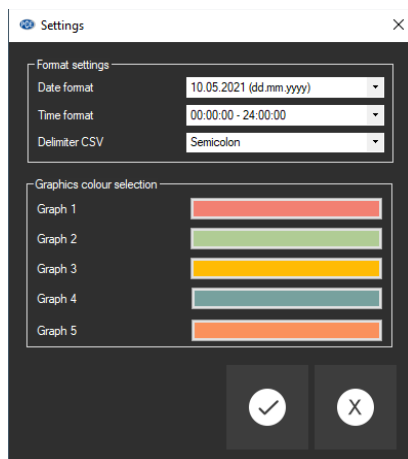 Settings
Format settings
Date format 10.05.2021 (dd.mm.yyyy)
Time format 00:00:00 - 24:00:00
Delimiter CSV Semicolon
Graphics colour selection
Graph 1
Graph 2
Graph 3
Graph 4
Graph 5
X